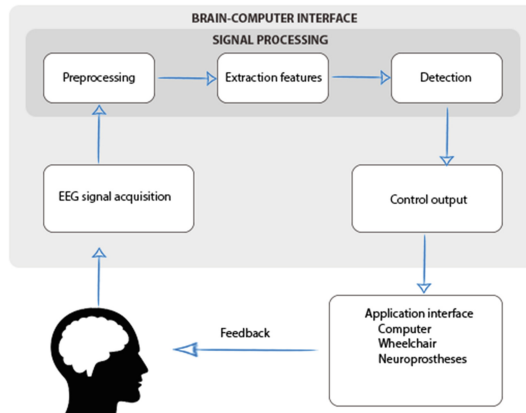 BRAIN-COMPUTER INTERFACE
SIGNAL PROCESSING
Preprocessing
Extraction features
Detection
EEG signal acquisition
Control output
Application interface
Computer
Wheelchair
Neuroprostheses
Feedback